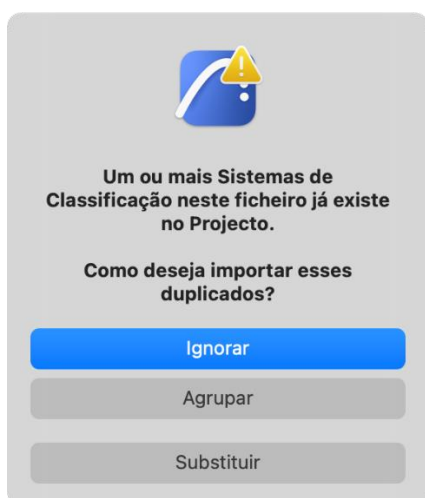 Um ou mais Sistemas de
Classificação neste ficheiro já existe
no Projecto.
Como deseja importar esses
duplicados?
Ignorar
Agrupar
Substituir